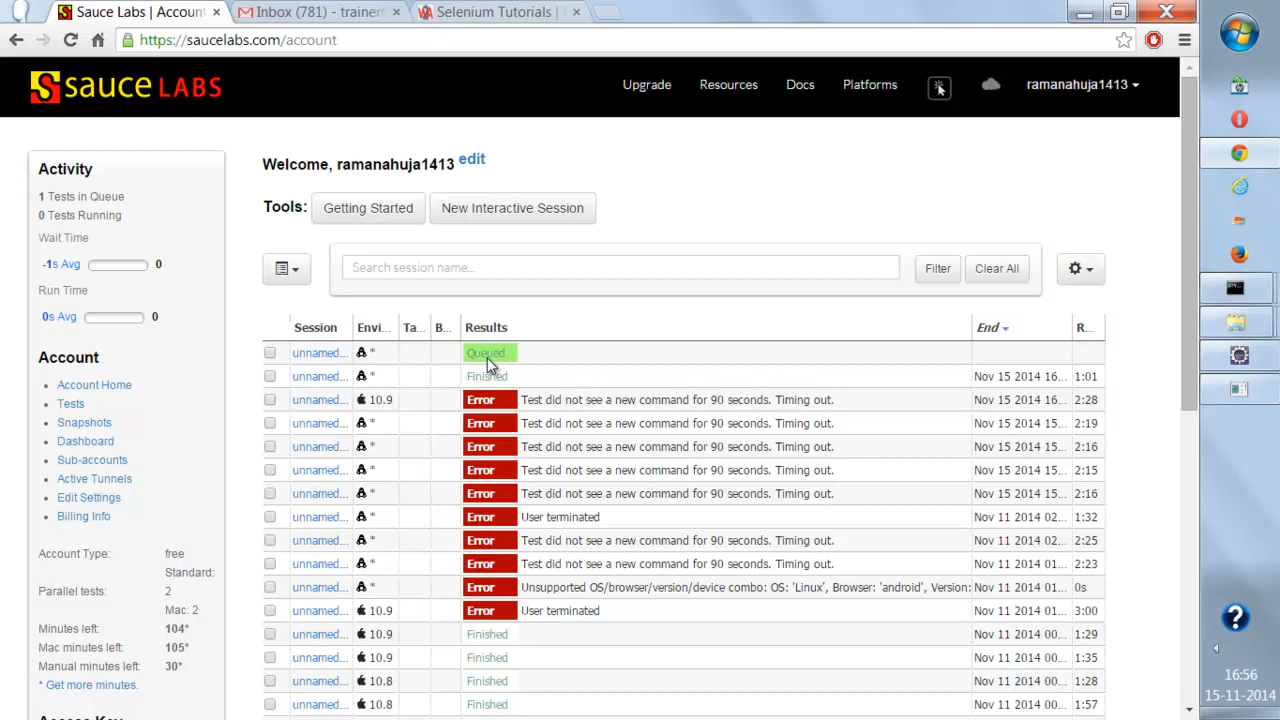 Sauce Labs | Account
Inbox (781) - trainer
Selenium Tutorials
https://saucelabs.com/account
sauce LABS
Upgrade
Resources
Docs
Platforms
ramanahuja1413
Activity
1 Tests in Queue
0 Tests Running
Wait Time
-1s Avg 0
Run Time
0s Avg 0
Account
Account Home
Tests
Snapshots
Dashboard
Sub-accounts
Active Tunnels
Edit Settings
Billing Info
Account Type: free
Standard:
Parallel tests: 2
Mac: 2
Minutes left: 104*
Mac minutes left: 105*
Manual minutes left: 30*
* Get more minutes.
Welcome, ramanahuja1413 edit
Tools: Getting Started New Interactive Session
Search session name... Filter Clear All
Session Envi... Ta... B... Results End R...
unnamed... * Queued
unnamed... * Finished Nov 15 2014 16... 1:01
unnamed... 10.9 Error Test did not see a new command for 90 seconds. Timing out. Nov 15 2014 16... 2:28
unnamed... * Error Test did not see a new command for 90 seconds. Timing out. Nov 15 2014 16... 2:19
unnamed... * Error Test did not see a new command for 90 seconds. Timing out. Nov 15 2014 15... 2:16
unnamed... * Error Test did not see a new command for 90 seconds. Timing out. Nov 15 2014 15... 2:15
unnamed... * Error Test did not see a new command for 90 seconds. Timing out. Nov 15 2014 15... 2:16
unnamed... * Error User terminated Nov 11 2014 02... 1:32
unnamed... * Error Test did not see a new command for 90 seconds. Timing out. Nov 11 2014 02... 2:25
unnamed... * Error Test did not see a new command for 90 seconds. Timing out. Nov 11 2014 01... 2:23
unnamed... * Error Unsupported OS/browser/version/device combo: OS: 'Linux', Browser: 'android', Version: Nov 11 2014 01... 0s
unnamed... 10.9 Error User terminated Nov 11 2014 01... 3:00
unnamed... 10.9 Finished Nov 11 2014 00... 1:29
unnamed... 10.9 Finished Nov 11 2014 00... 1:35
unnamed... 10.8 Finished Nov 11 2014 00... 1:28
unnamed... 10.8 Finished Nov 11 2014 00... 1:57
16:56
15-11-2014